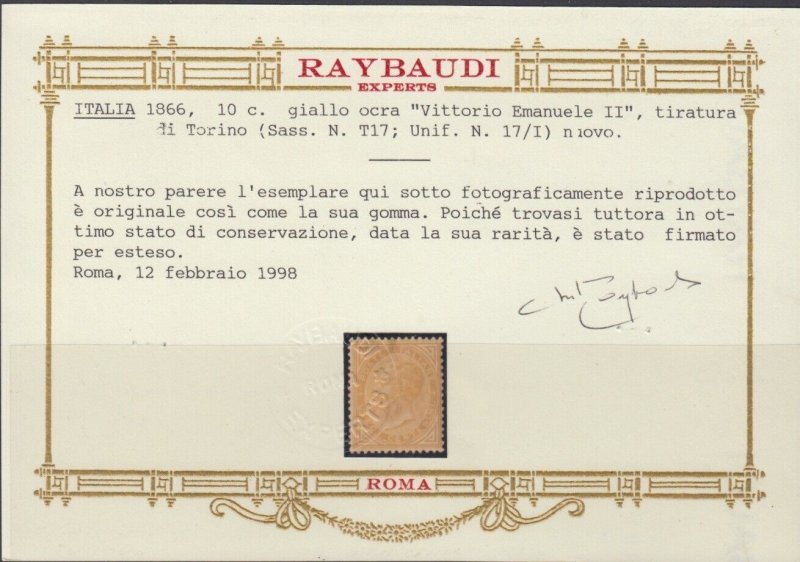 RAYBAUDI
EXPERTS
ITALIA 1866, 10 c. giallo ocra "Vittorio Emanuele II", tiratura
di Torino (Sass. N. T17; Unif. N. 17/I) nuovo.
A nostro parere l'esemplare qui sotto fotograficamente riprodotto
è originale così come la sua gomma. Poiché trovasi tuttora in ot-
timo stato di conservazione, data la sua rarità, è stato firmato
per esteso.
Roma, 12 febbraio 1998
ROMA
EXPERTS
ROMA